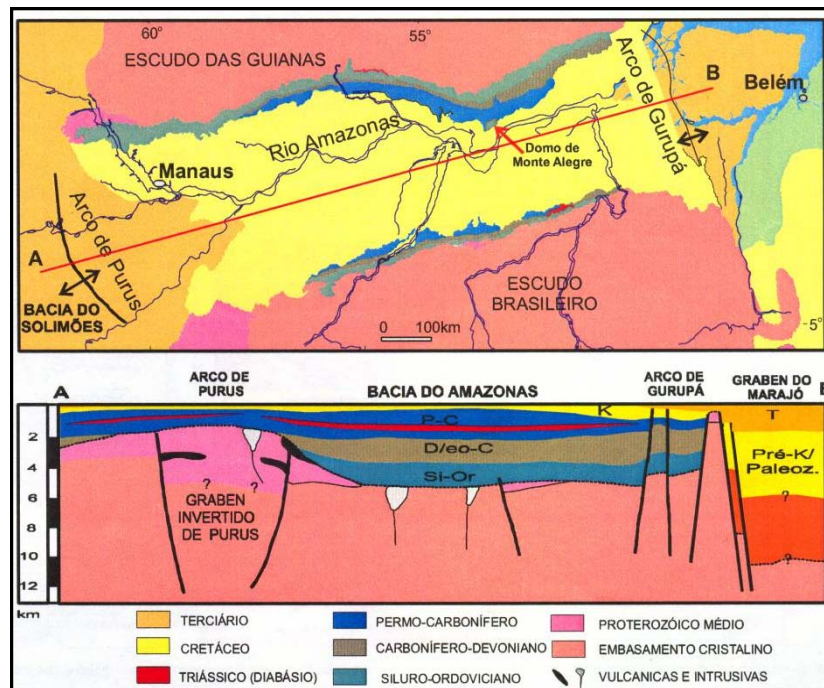 60°
55°
ESCUDO DAS GUIANAS
Arco de Gurupá
B
Belém
Rio Amazonas
Domo de
Monte Alegre
Manaus
A
Arco de Purus
BACIA DO
SOLIMÕES
ESCUDO
BRASILEIRO
0 100km
-5°
A
ARCO DE
PURUS
BACIA DO AMAZONAS
ARCO DE
GURUPÁ
GRABEN DO
MARAJÓ
K
P-C
T
2
D/eo-C
Pré-K/
Paleoz.
4
Si-Or
? ?
6
GRABEN
INVERTIDO
DE PURUS
?
8
10
?
12
km
TERCIÁRIO
PERMO-CARBONÍFERO
PROTEROZÓICO MÉDIO
CRETÁCEO
CARBONÍFERO-DEVONIANO
EMBASAMENTO CRISTALINO
TRIÁSSICO (DIABÁSIO)
SILURO-ORDOVICIANO
VULCANICAS E INTRUSIVAS